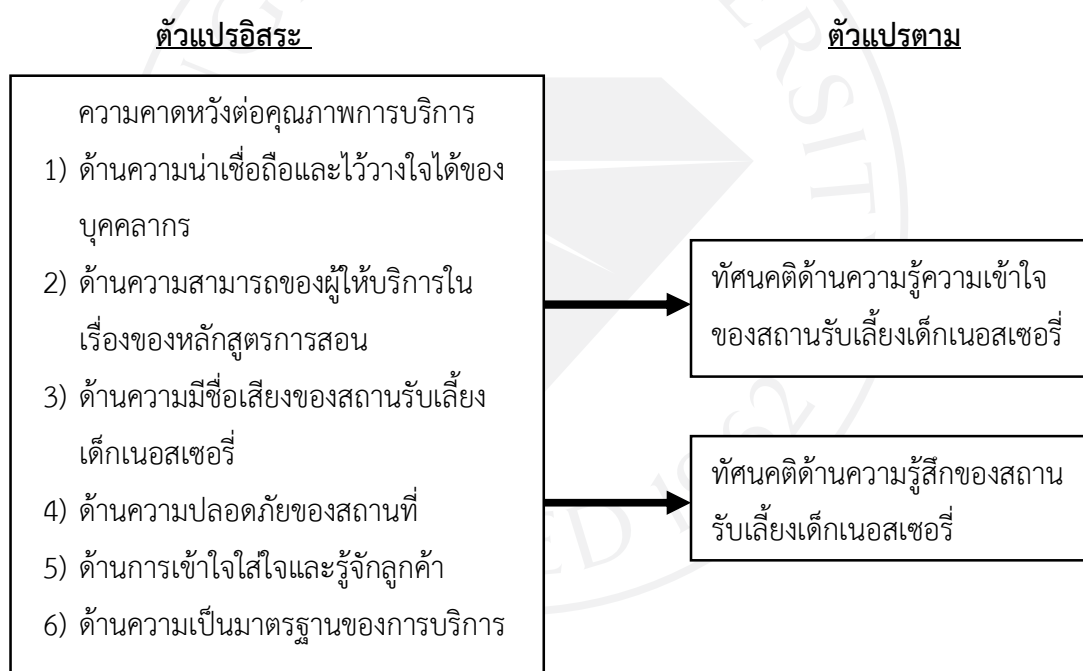 ตัวแปรอิสระ
ตัวแปรตาม
ความคาดหวังต่อคุณภาพการบริการ
1) ด้านความน่าเชื่อถือและไว้วางใจได้ของ
บุคคลากร
2) ด้านความสามารถของผู้ให้บริการใน
เรื่องของหลักสูตรการสอน
3) ด้านความมีชื่อเสียงของสถานรับเลี้ยง
เด็กเนอสเซอรี่
4) ด้านความปลอดภัยของสถานที่
5) ด้านการเข้าใจใส่ใจและรู้จักลูกค้า
6) ด้านความเป็นมาตรฐานของการบริการ
ทัศนคติด้านความรู้ความเข้าใจ
ของสถานรับเลี้ยงเด็กเนอสเซอรี่
ทัศนคติด้านความรู้สึกของสถาน
รับเลี้ยงเด็กเนอสเซอรี่